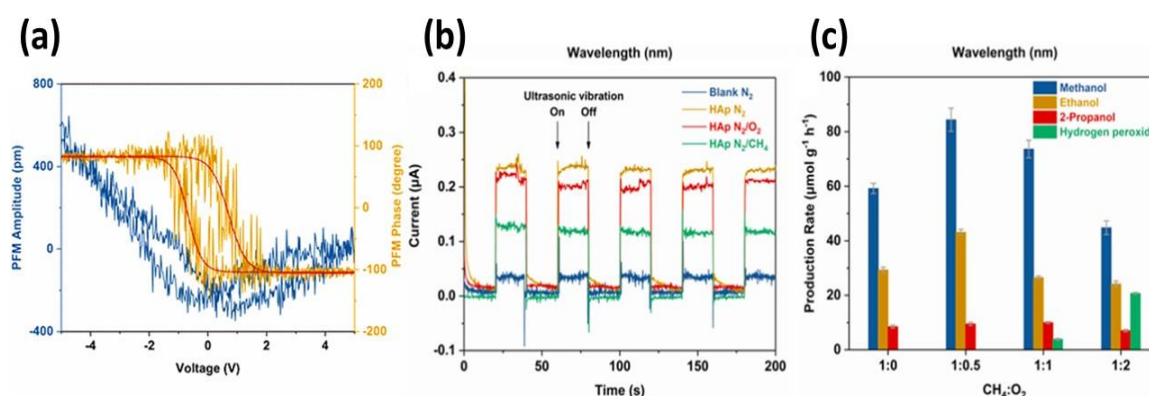 (a)
800
400
0
-400
PFM Amplitude (pm)
200
100
0
-100
-200
PFM Phase (degree)
-4 -2 0 2 4
Voltage (V)
(b)
Wavelength (nm)
0.4
0.3
0.2
0.1
0.0
-0.1
Current (μA)
Ultrasonic vibration
On Off
Blank N₂
HAp N₂
HAp N₂/O₂
HAp N₂/CH₄
0 50 100 150 200
Time (s)
(c)
Wavelength (nm)
100
80
60
40
20
0
Production Rate (μmol g⁻¹ h⁻¹)
Methanol
Ethanol
2-Propanol
Hydrogen peroxid
1:0 1:0.5 1:1 1:2
CH₄:O₂